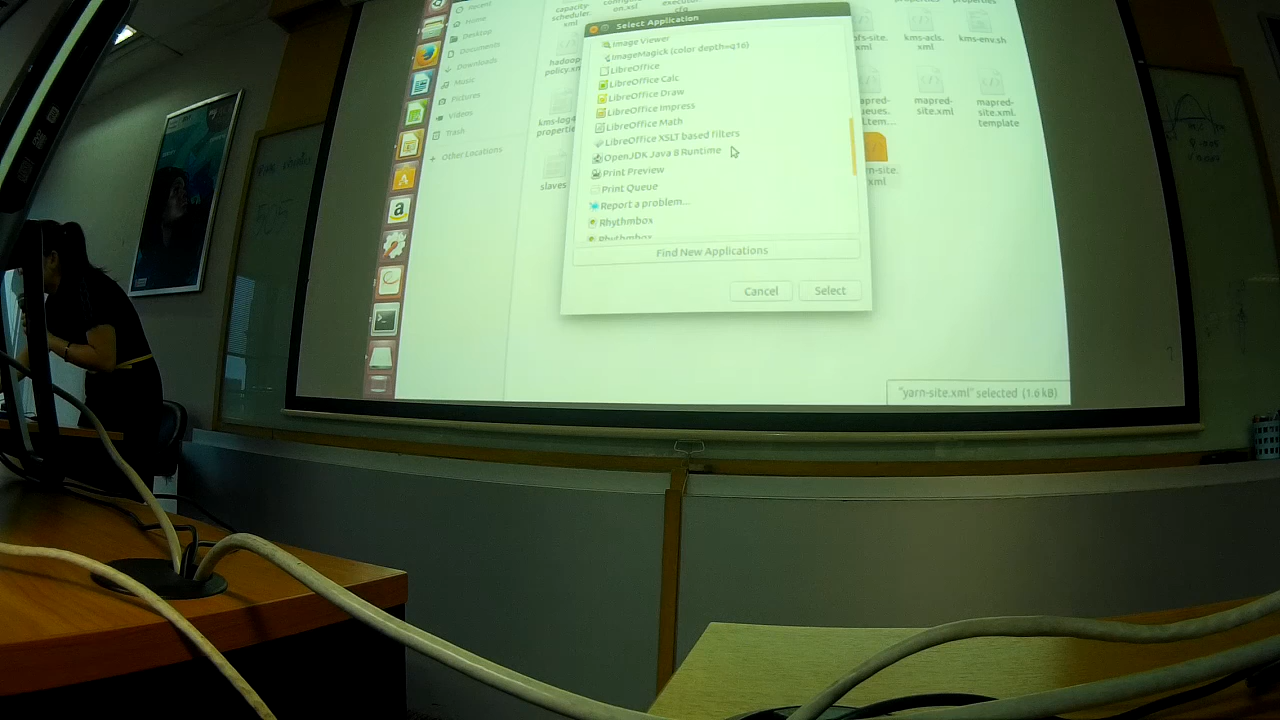 Recent
Home
Desktop
Documents
Downloads
Music
Pictures
Videos
Trash
Other Locations
capacity-
scheduler.
xml
hadoop
policy.xm
kms-log4
properties
slaves
Select Application
Image Viewer
ImageMagick (color depth=q16)
LibreOffice
LibreOffice Calc
LibreOffice Draw
LibreOffice Impress
LibreOffice Math
LibreOffice XSLT based filters
OpenJDK Java 8 Runtime
Print Preview
Print Queue
Report a problem...
Rhythmbox
Rhythmbox
Find New Applications
Cancel
Select
properties
kms-acls.
xml
kms-env.sh
mapred-
site.xml
mapred-
site.xml.
template
"yarn-site.xml" selected (1.6 kB)